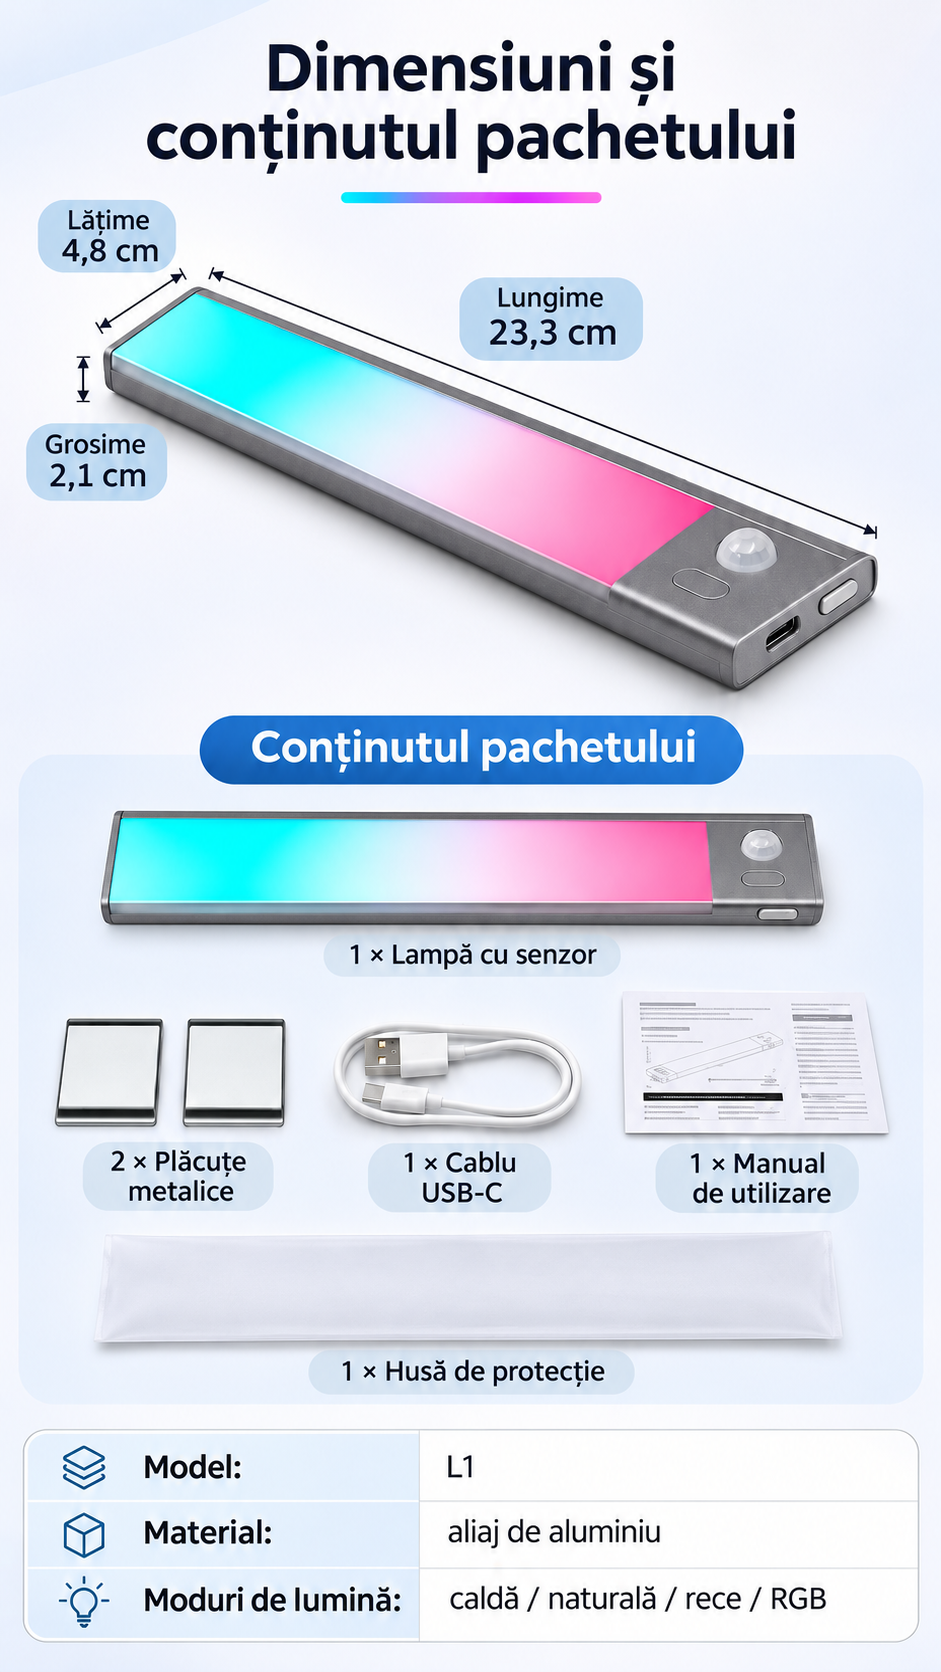 Dimensiuni și
conținutul pachetului
Lățime
4,8 cm
Lungime
23,3 cm
Grosime
2,1 cm
Conținutul pachetului
1 × Lampă cu senzor
2 × Plăcuțe
metalice
1 × Cablu
USB-C
1 × Manual
de utilizare
1 × Husă de protecție
Model: L1
Material: aliaj de aluminiu
Moduri de lumină: caldă / naturală / rece / RGB